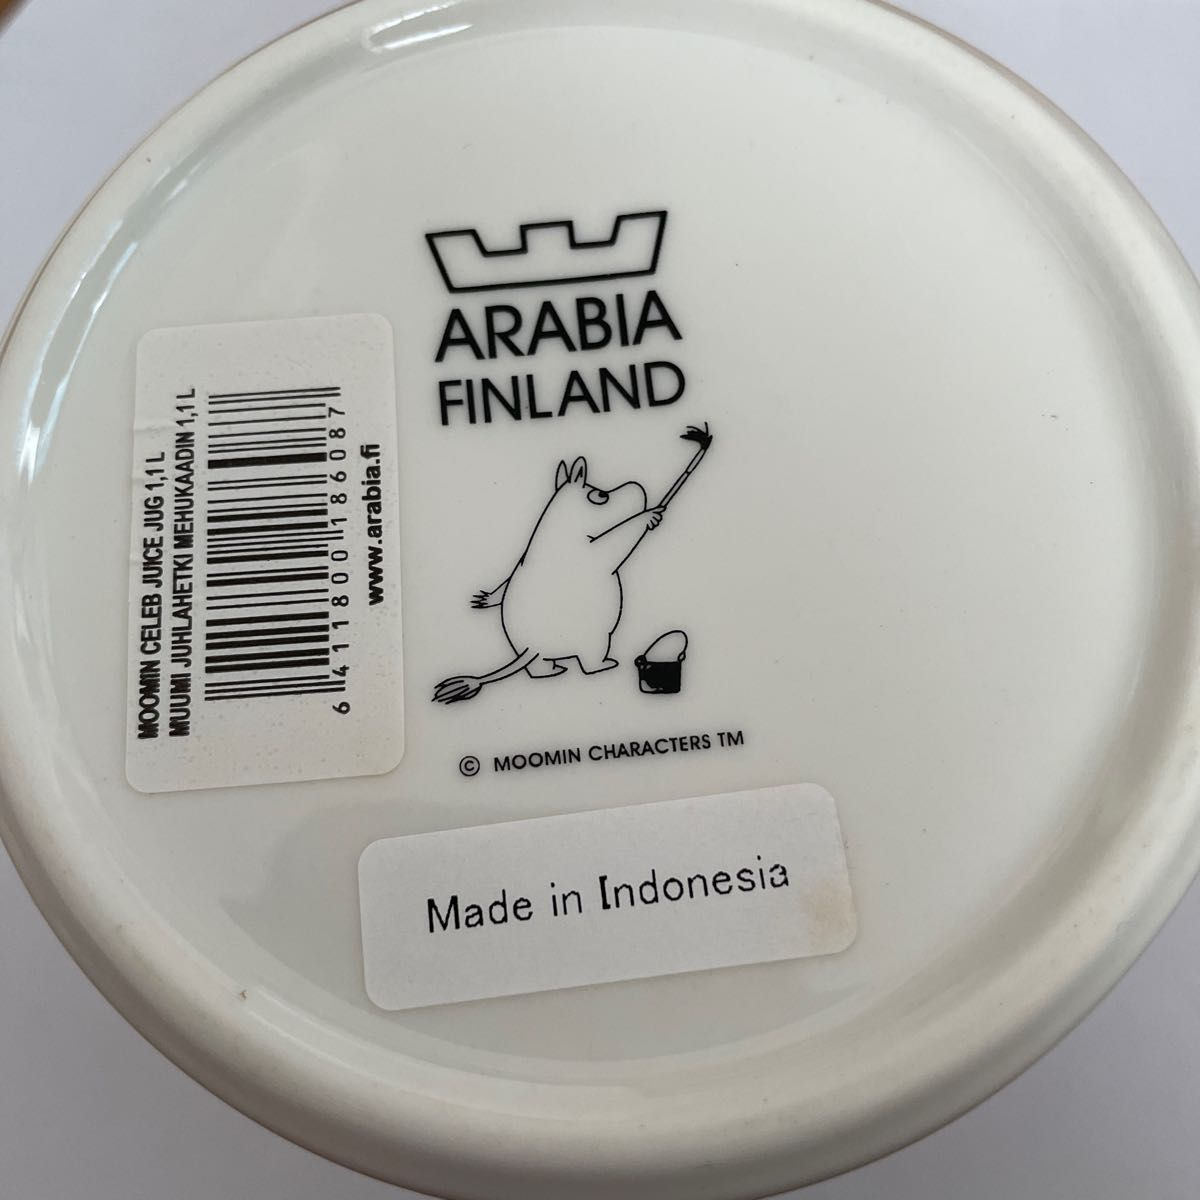 ARABIA
FINLAND
© MOOMIN CHARACTERS TM
MOOMIN CELEB JUICE JUG 1,1 L
MUUMI JUHLAHETKI MEHUKAADIN 1,1 L
6 411800 186087
www.arabia.fi
Made in Indonesia